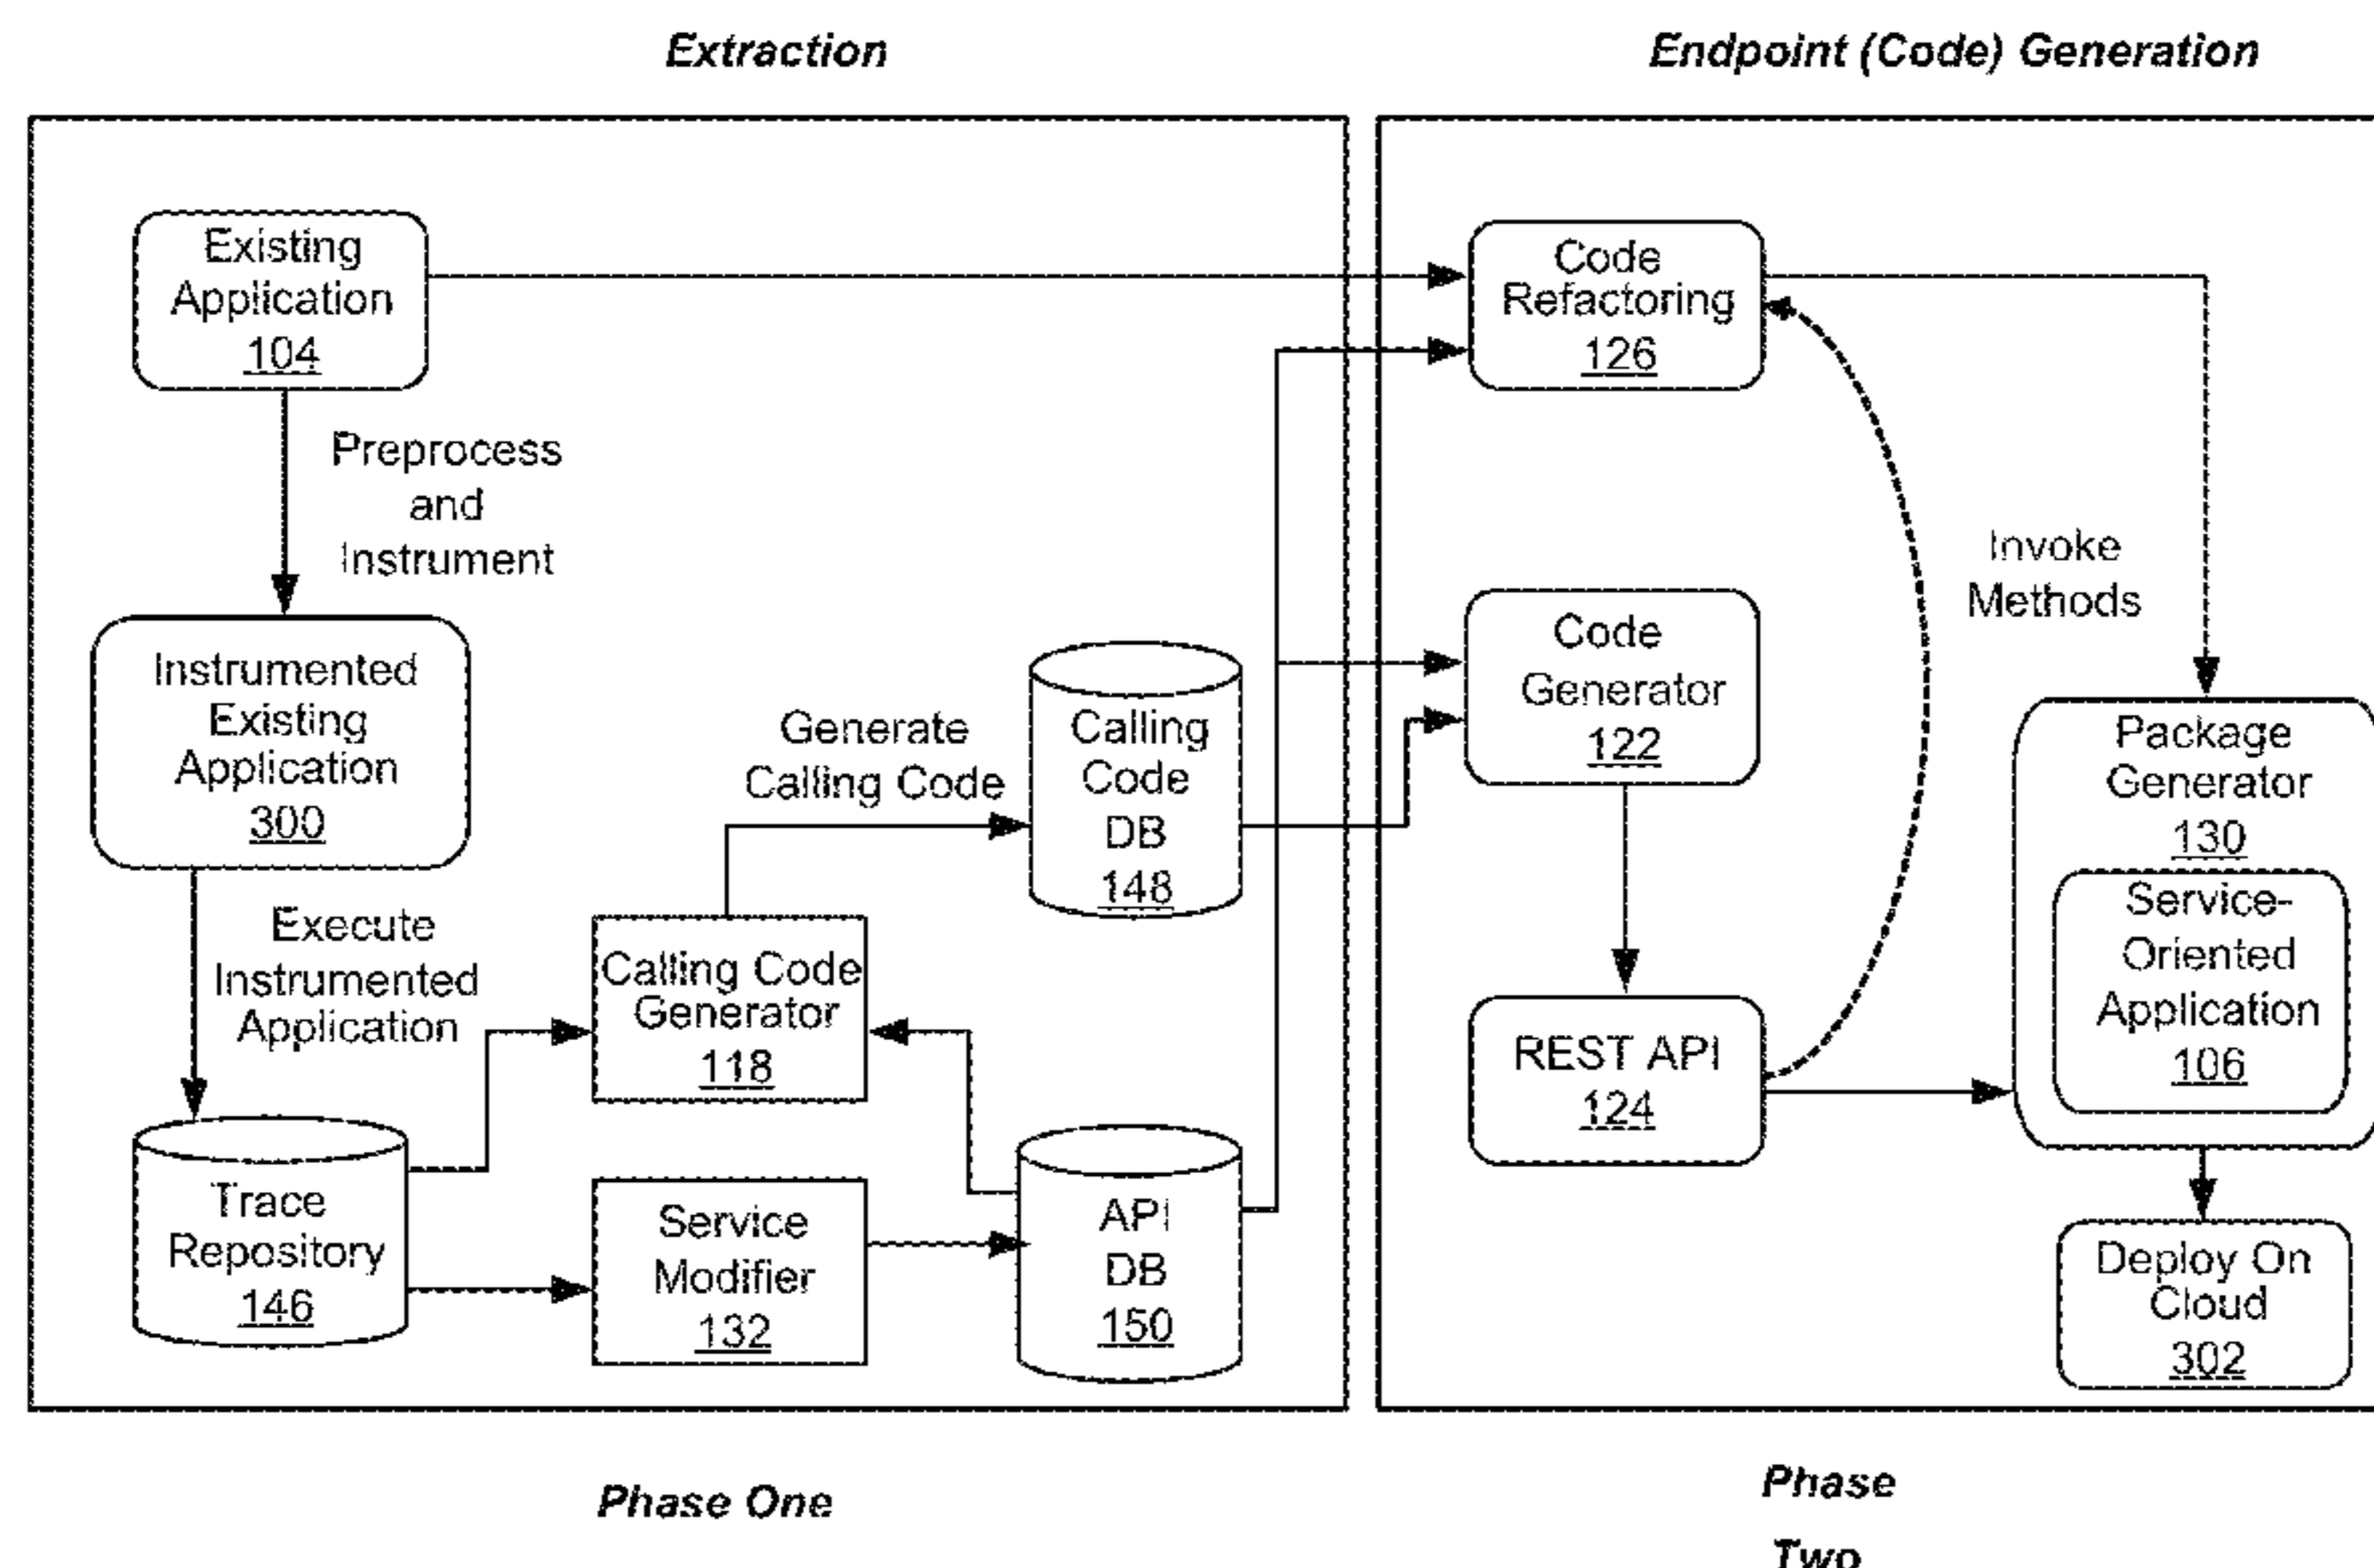 Extraction
Endpoint (Code) Generation
Existing
Application
104
Preprocess
and
Instrument
Instrumented
Existing
Application
300
Execute
Instrumented
Application
Trace
Repository
146
Calling Code
Generator
118
Service
Modifier
132
Generate
Calling Code
Calling
Code
DB
148
API
DB
150
Code
Refactoring
126
Code
Generator
122
REST API
124
Invoke
Methods
Package
Generator
130
Service-
Oriented
Application
106
Deploy On
Cloud
302
Phase One
Phase
Two